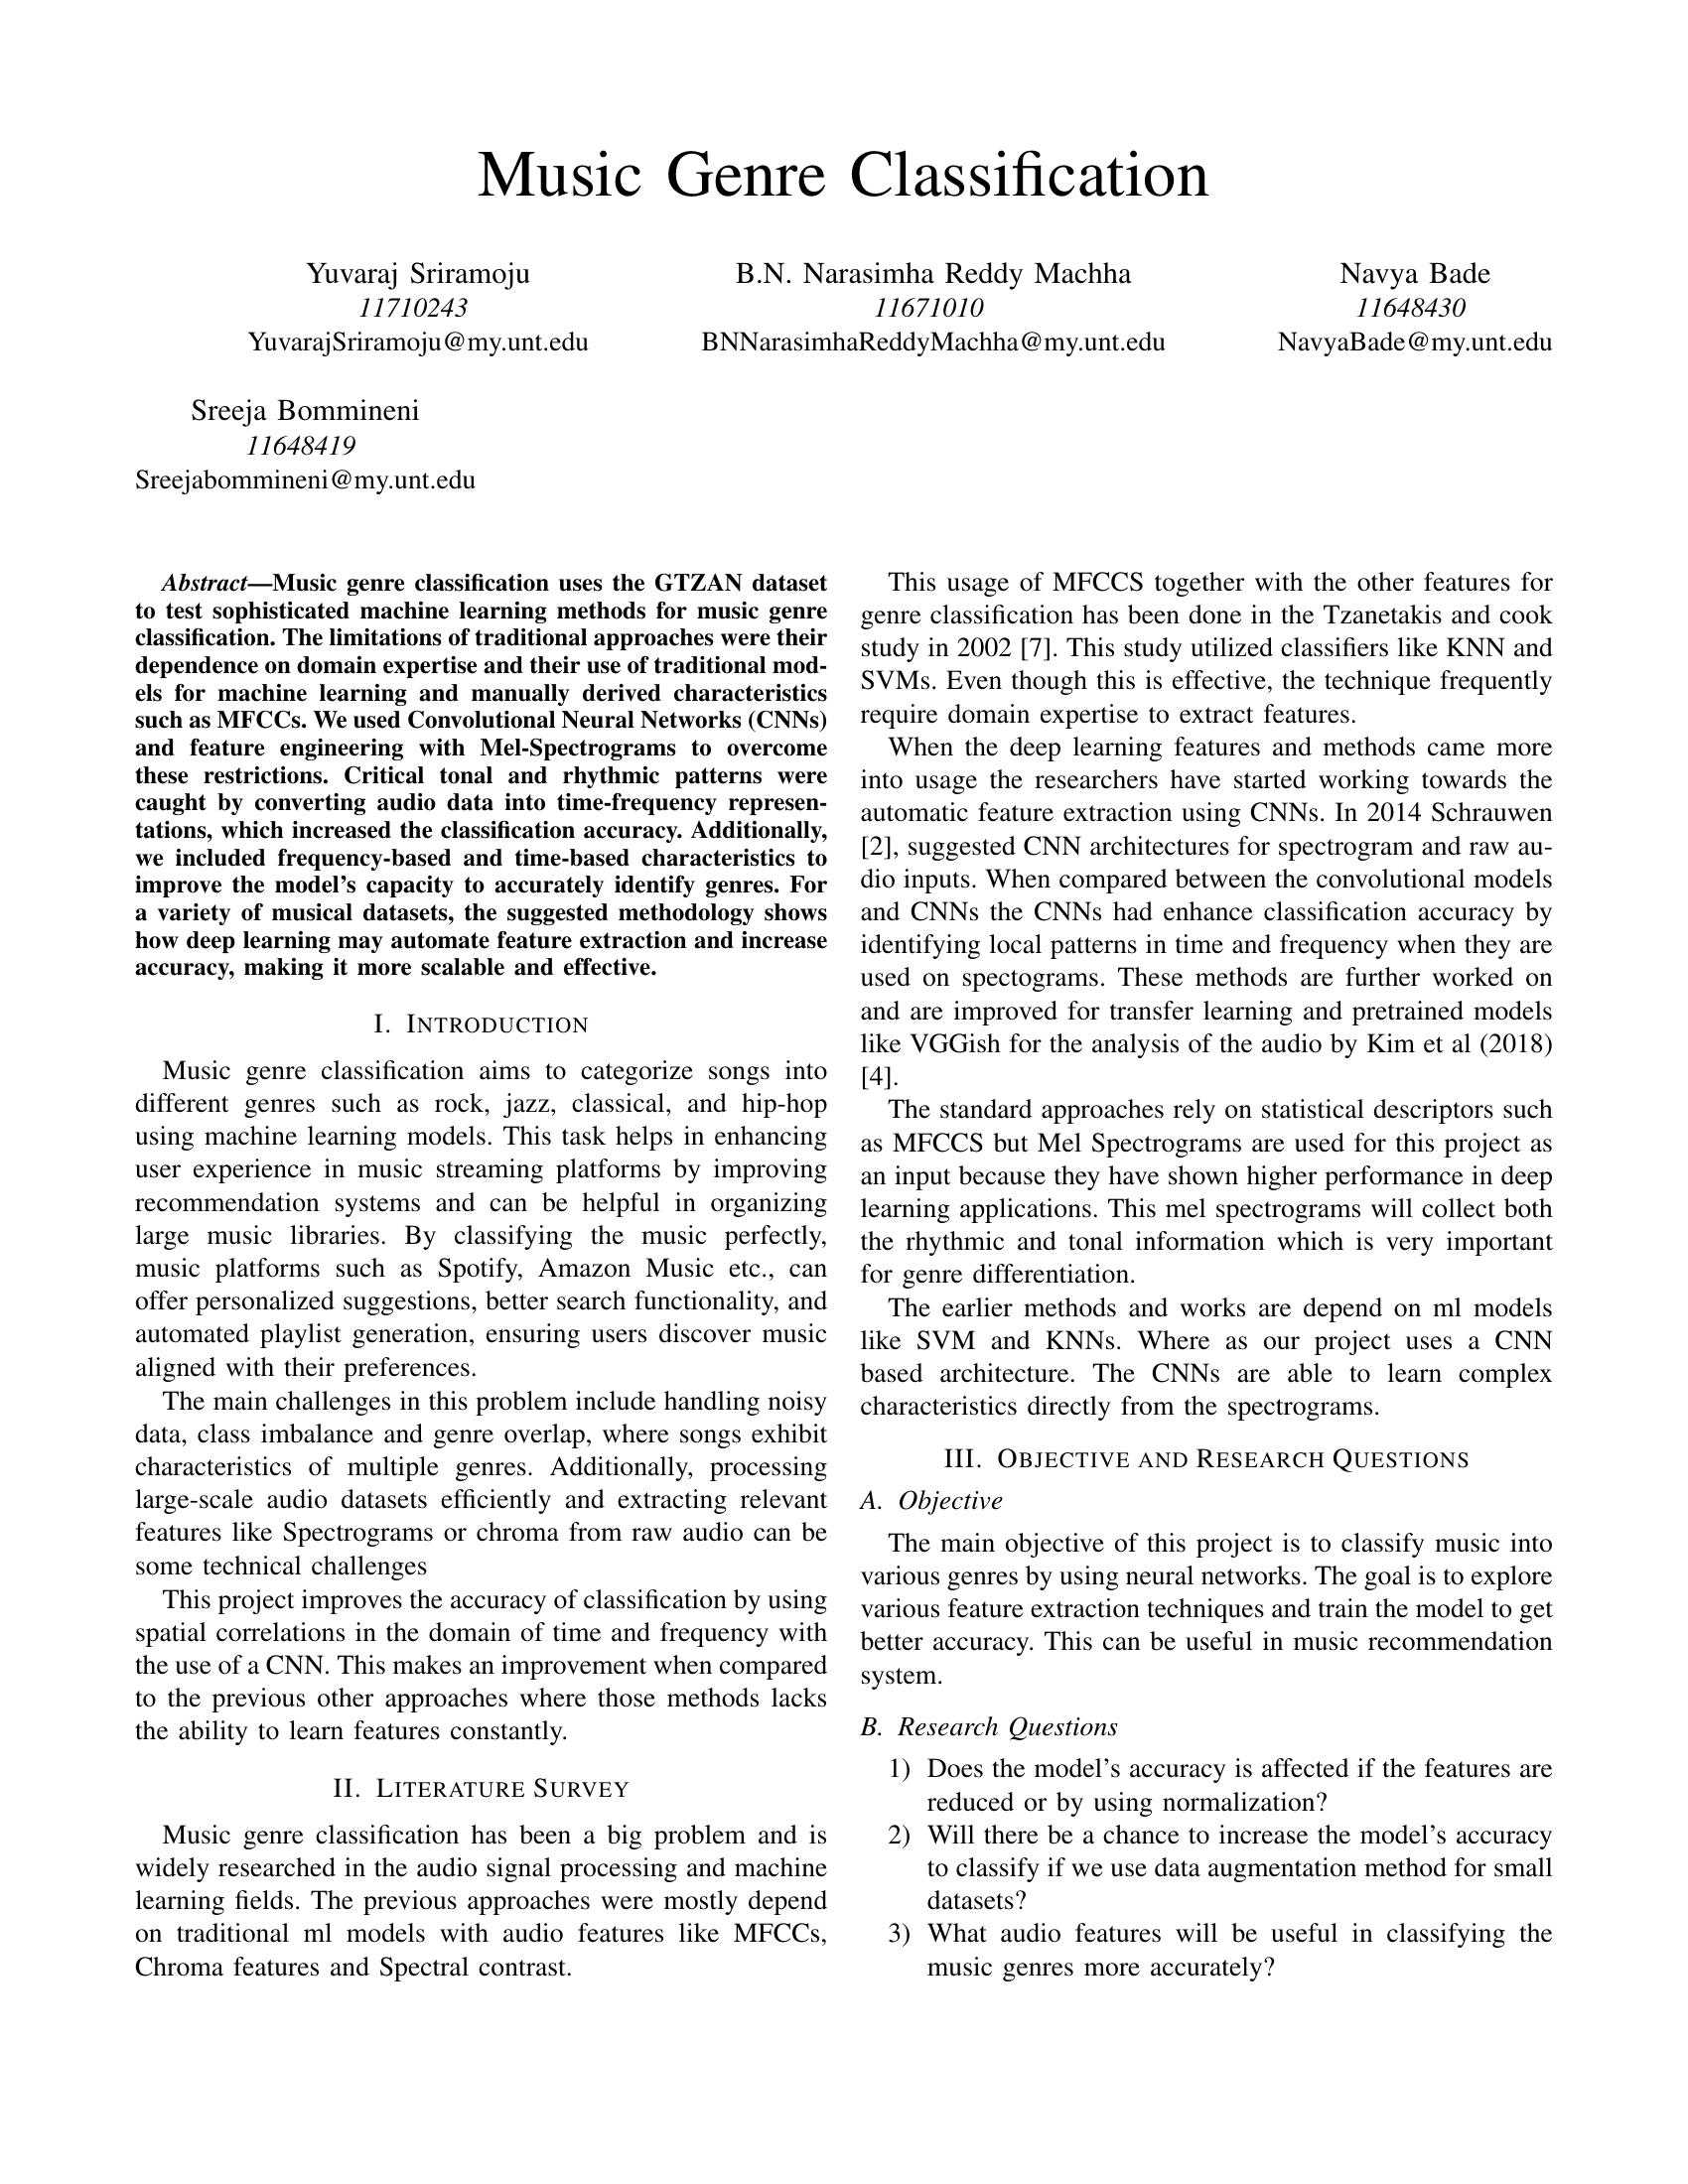 Music Genre Classification
Yuvaraj Sriramoju
11710243
YuvarajSriramoju@my.unt.edu
B.N. Narasimha Reddy Machha
11671010
BNNarasimhaReddyMachha@my.unt.edu
Navya Bade
11648430
NavyaBade@my.unt.edu
Sreeja Bommineni
11648419
Sreejabommineni@my.unt.edu
Abstract—Music genre classification uses the GTZAN dataset
to test sophisticated machine learning methods for music genre
classification. The limitations of traditional approaches were their
dependence on domain expertise and their use of traditional mod-
els for machine learning and manually derived characteristics
such as MFCCs. We used Convolutional Neural Networks (CNNs)
and feature engineering with Mel-Spectrograms to overcome
these restrictions. Critical tonal and rhythmic patterns were
caught by converting audio data into time-frequency represen-
tations, which increased the classification accuracy. Additionally,
we included frequency-based and time-based characteristics to
improve the model's capacity to accurately identify genres. For
a variety of musical datasets, the suggested methodology shows
how deep learning may automate feature extraction and increase
accuracy, making it more scalable and effective.
I. INTRODUCTION
Music genre classification aims to categorize songs into
different genres such as rock, jazz, classical, and hip-hop
using machine learning models. This task helps in enhancing
user experience in music streaming platforms by improving
recommendation systems and can be helpful in organizing
large music libraries. By classifying the music perfectly,
music platforms such as Spotify, Amazon Music etc., can
offer personalized suggestions, better search functionality, and
automated playlist generation, ensuring users discover music
aligned with their preferences.
The main challenges in this problem include handling noisy
data, class imbalance and genre overlap, where songs exhibit
characteristics of multiple genres. Additionally, processing
large-scale audio datasets efficiently and extracting relevant
features like Spectrograms or chroma from raw audio can be
some technical challenges
This project improves the accuracy of classification by using
spatial correlations in the domain of time and frequency with
the use of a CNN. This makes an improvement when compared
to the previous other approaches where those methods lacks
the ability to learn features constantly.
II. LITERATURE SURVEY
Music genre classification has been a big problem and is
widely researched in the audio signal processing and machine
learning fields. The previous approaches were mostly depend
on traditional ml models with audio features like MFCCs,
Chroma features and Spectral contrast.
This usage of MFCCS together with the other features for
genre classification has been done in the Tzanetakis and cook
study in 2002 [7]. This study utilized classifiers like KNN and
SVMs. Even though this is effective, the technique frequently
require domain expertise to extract features.
When the deep learning features and methods came more
into usage the researchers have started working towards the
automatic feature extraction using CNNs. In 2014 Schrauwen
[2], suggested CNN architectures for spectrogram and raw au-
dio inputs. When compared between the convolutional models
and CNNs the CNNs had enhance classification accuracy by
identifying local patterns in time and frequency when they are
used on spectograms. These methods are further worked on
and are improved for transfer learning and pretrained models
like VGGish for the analysis of the audio by Kim et al (2018)
[4].
The standard approaches rely on statistical descriptors such
as MFCCS but Mel Spectrograms are used for this project as
an input because they have shown higher performance in deep
learning applications. This mel spectrograms will collect both
the rhythmic and tonal information which is very important
for genre differentiation.
The earlier methods and works are depend on ml models
like SVM and KNNs. Where as our project uses a CNN
based architecture. The CNNs are able to learn complex
characteristics directly from the spectrograms.
III. OBJECTIVE AND RESEARCH QUESTIONS
A. Objective
The main objective of this project is to classify music into
various genres by using neural networks. The goal is to explore
various feature extraction techniques and train the model to get
better accuracy. This can be useful in music recommendation
system.
B. Research Questions
1) Does the model's accuracy is affected if the features are
reduced or by using normalization?
2) Will there be a chance to increase the model's accuracy
to classify if we use data augmentation method for small
datasets?
3) What audio features will be useful in classifying the
music genres more accurately?